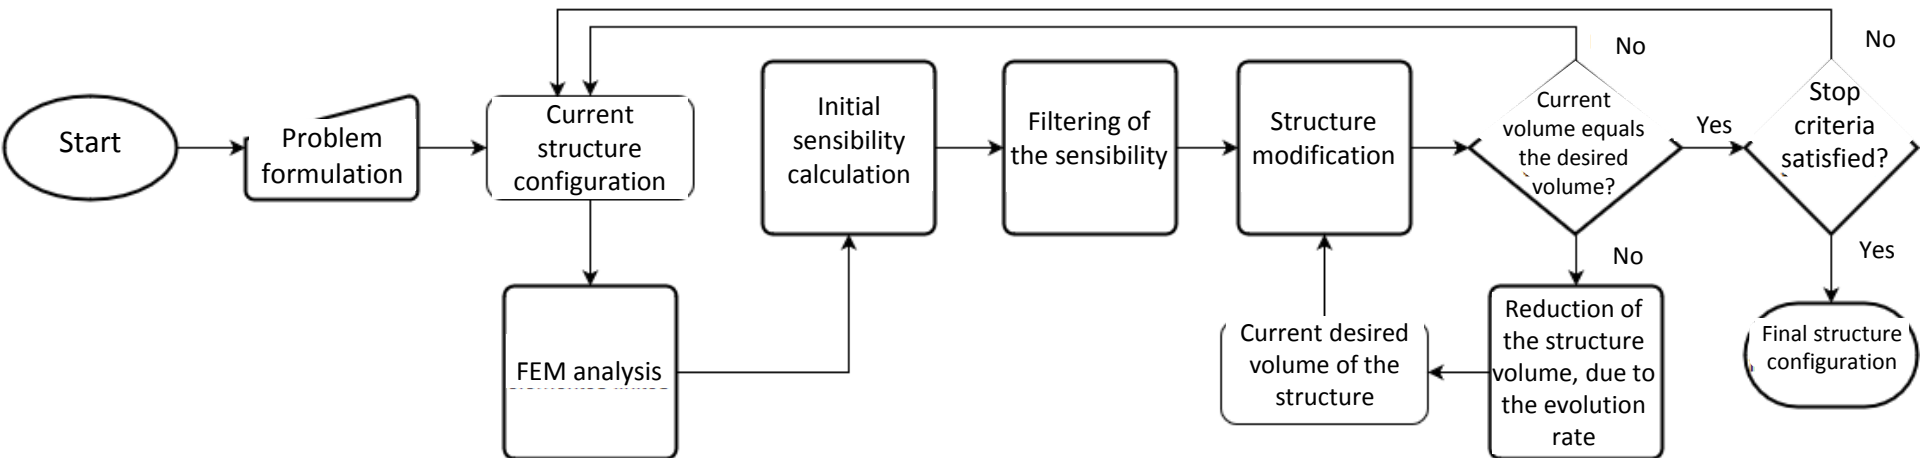 Start
Problem
formulation
Current
structure
configuration
FEM analysis
Initial
sensibility
calculation
Filtering of
the sensibility
Structure
modification
Current
volume equals
the desired
volume?
No
Yes
No
Reduction of
the structure
volume, due to
the evolution
rate
Current desired
volume of the
structure
Stop
criteria
satisfied?
No
Yes
Final structure
configuration